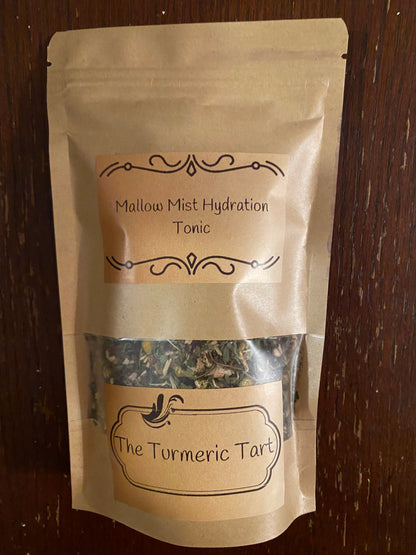 Mallow Mist Hydration
Tonic
The Turmeric Tart